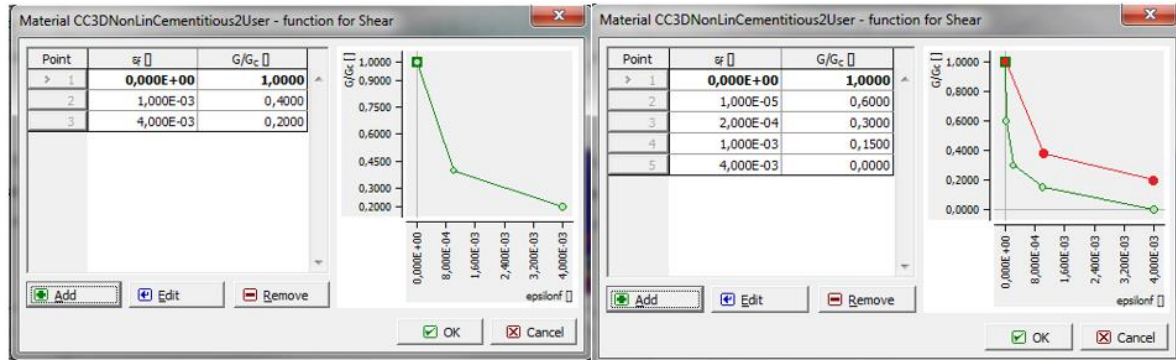 Material CC3DNonLinCementitious2User - function for Shear
Point εf [] G/Gc []
> 1 0,000E+00 1,0000
2 1,000E-03 0,4000
3 4,000E-03 0,2000
G/Gc []
1,0000
0,9000
0,7500
0,6000
0,4500
0,3000
0,2000
0,000E+00
8,000E-04
1,600E-03
2,400E-03
3,200E-03
4,000E-03
epsilonf []
Add Edit Remove
OK Cancel
Material CC3DNonLinCementitious2User - function for Shear
Point εf [] G/Gc []
> 1 0,000E+00 1,0000
2 1,000E-05 0,6000
3 2,000E-04 0,3000
4 1,000E-03 0,1500
5 4,000E-03 0,0000
G/Gc []
1,0000
0,8000
0,6000
0,4000
0,2000
0,0000
0,000E+00
8,000E-04
1,600E-03
2,400E-03
3,200E-03
4,000E-03
epsilonf []
Add Edit Remove
OK Cancel